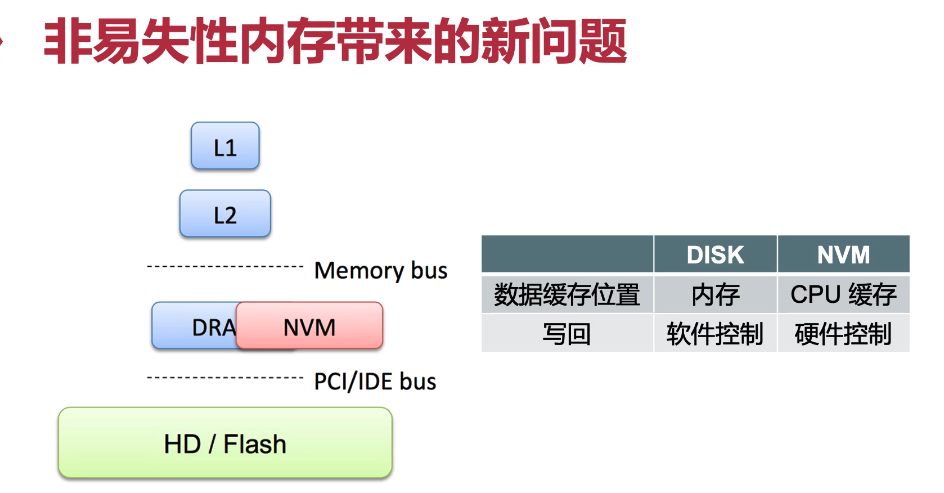 非易失性内存带来的新问题
L1
L2
Memory bus
DRA
NVM
PCI/IDE bus
HD / Flash
DISK NVM
数据缓存位置 内存 CPU 缓存
写回 软件控制 硬件控制